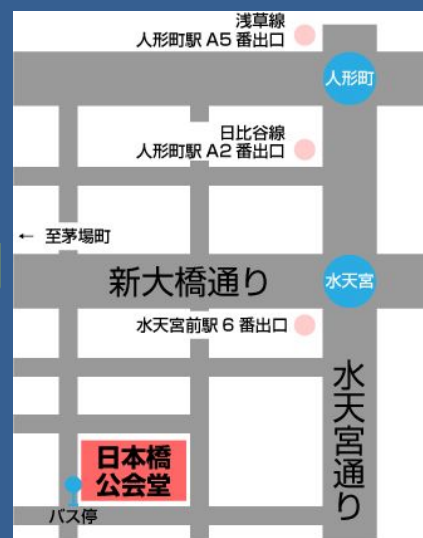 浅草線
人形町駅 A5 番出口
人形町
日比谷線
人形町駅 A2 番出口
← 至茅場町
新大橋通り
水天宮
水天宮前駅 6 番出口
水天宮通り
日本橋
公会堂
バス停